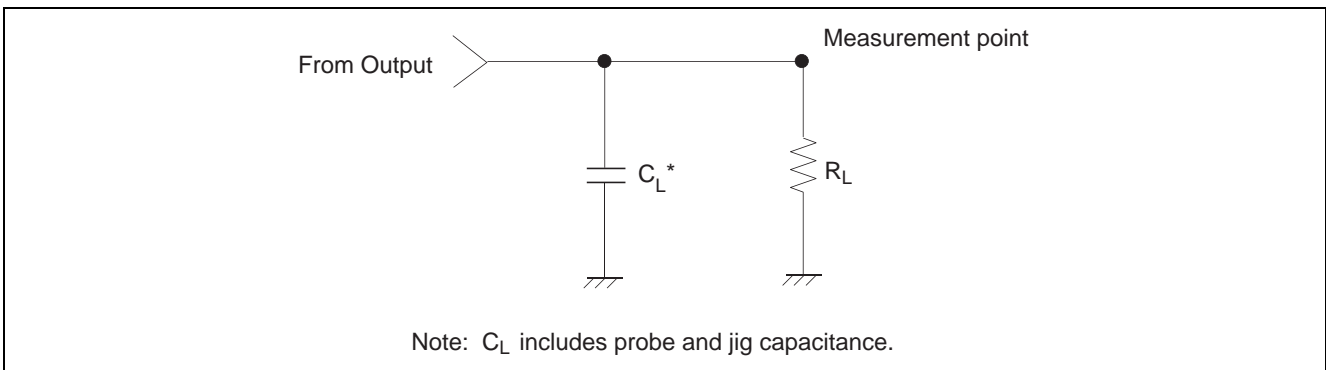 Measurement point
From Output
CL*
RL
Note: CL includes probe and jig capacitance.